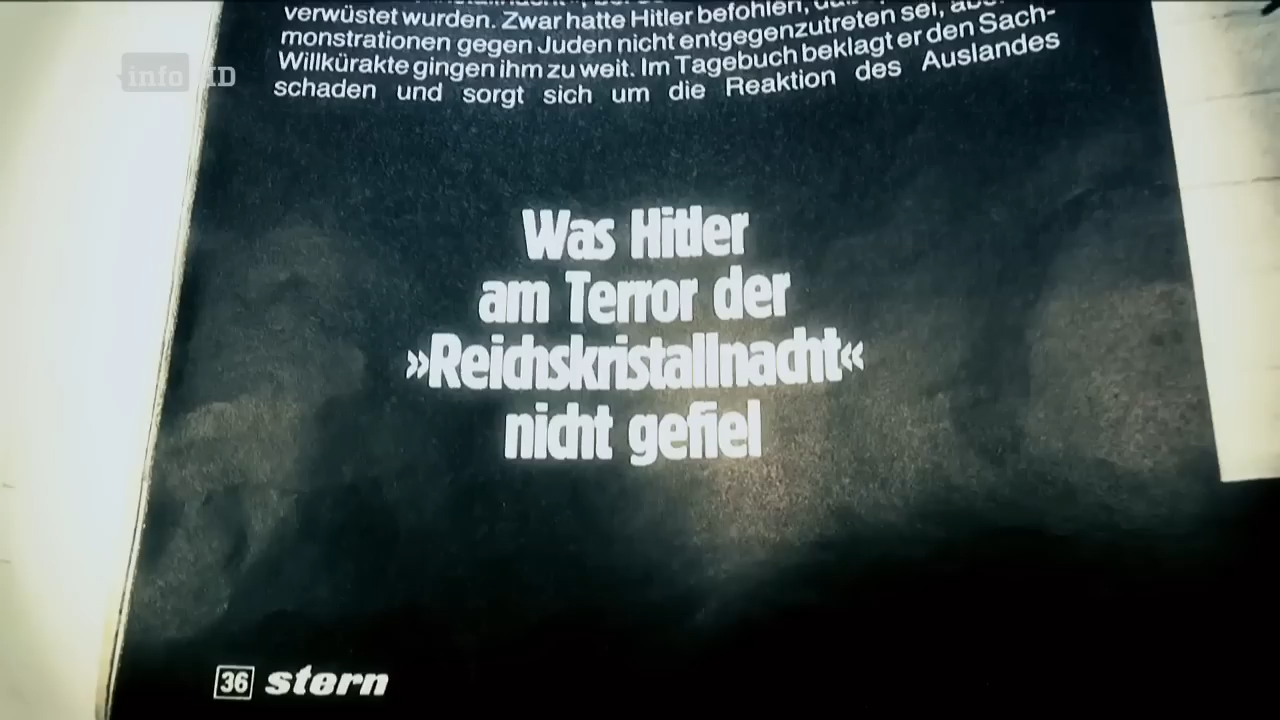 info HD
verwüstet wurden. Zwar hatte Hitler befohlen,
monstrationen gegen Juden nicht entgegenzutreten sei,
Willkürakte gingen ihm zu weit. Im Tagebuch beklagt er den Sach-
schaden und sorgt sich um die Reaktion des Auslandes
Was Hitler
am Terror der
»Reichskristallnacht«
nicht gefiel
36 stern